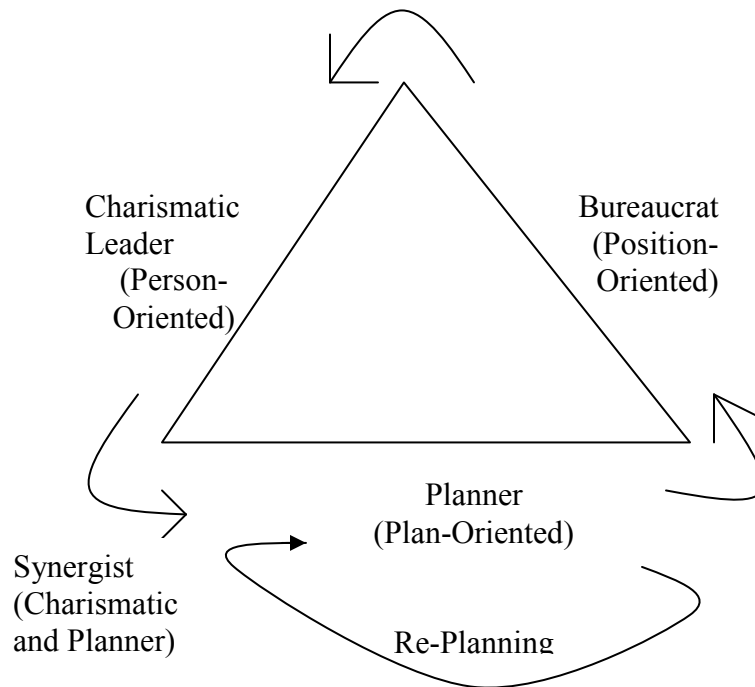 Charismatic
Leader
(Person-
Oriented)
Bureaucrat
(Position-
Oriented)
Planner
(Plan-Oriented)
Synergist
(Charismatic
and Planner)
Re-Planning